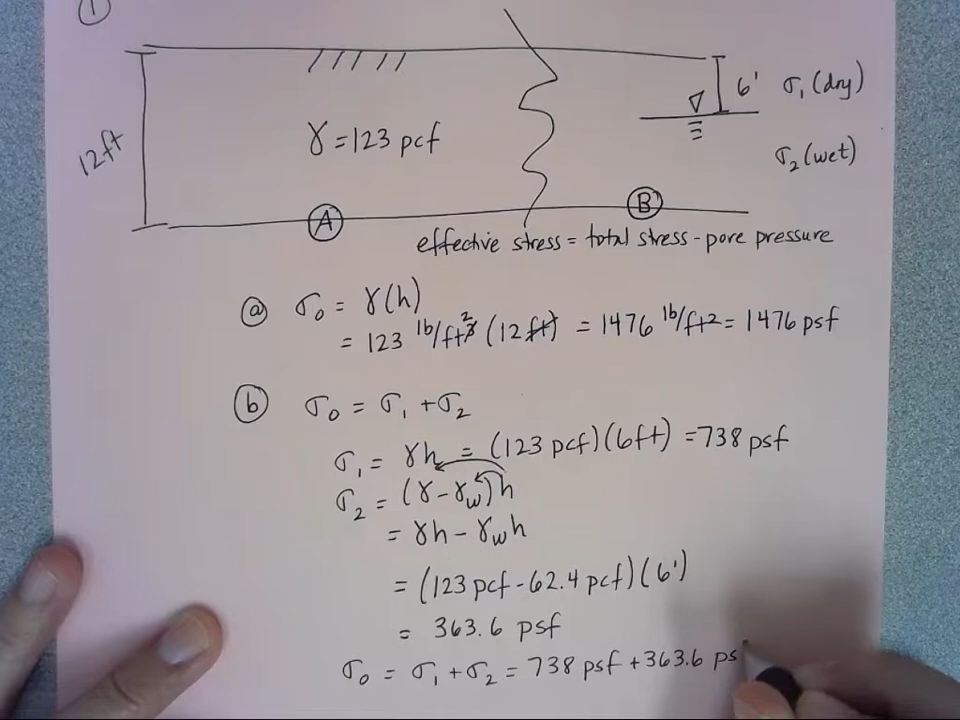 ①
6' σ₁ (dry)
12ft
γ = 123 pcf
σ₂ (wet)
Ⓐ Ⓑ
effective stress = total stress - pore pressure
ⓐ σ₀ = γ(h)
= 123 lb/ft³² (12 ft) = 1476 lb/ft² = 1476 psf
ⓑ σ₀ = σ₁ + σ₂
σ₁ = γh = (123 pcf)(6ft) = 738 psf
σ₂ = (γ - γw)h
= γh - γwh
= (123 pcf - 62.4 pcf)(6')
= 363.6 psf
σ₀ = σ₁ + σ₂ = 738 psf + 363.6 ps